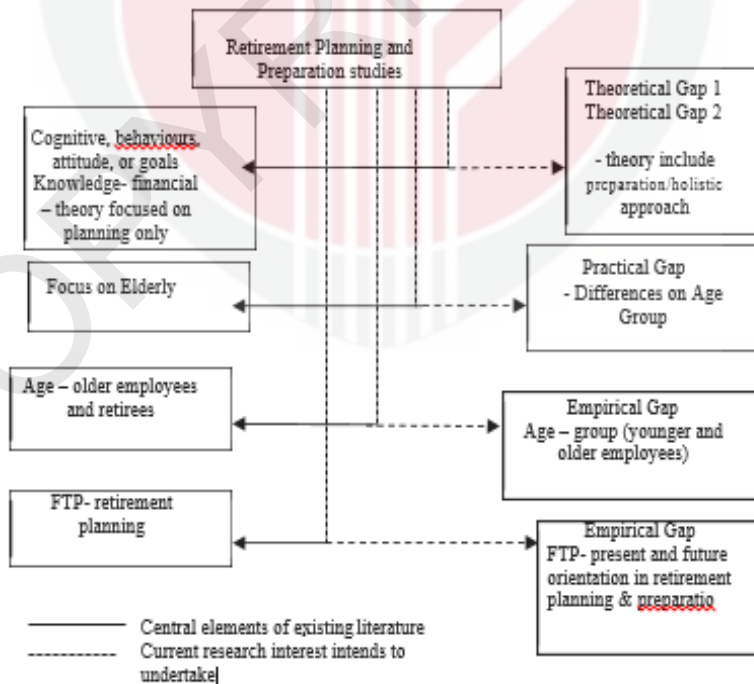 Retirement Planning and
Preparation studies
Cognitive, behaviours,
attitude, or goals
Knowledge- financial
– theory focused on
planning only
Theoretical Gap 1
Theoretical Gap 2
- theory include
preparation/holistic
approach
Focus on Elderly
Practical Gap
- Differences on Age
Group
Age – older employees
and retirees
Empirical Gap
Age – group (younger and
older employees)
FTP- retirement
planning
Empirical Gap
FTP- present and future
orientation in retirement
planning & preparatio
Central elements of existing literature
Current research interest intends to
undertake